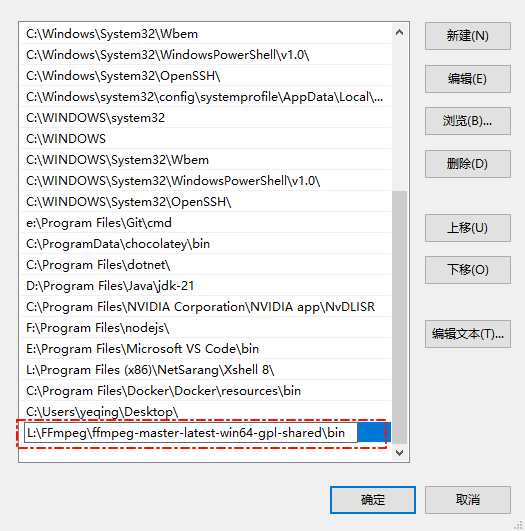 C:\Windows\System32\Wbem
C:\Windows\System32\WindowsPowerShell\v1.0\
C:\Windows\System32\OpenSSH\
C:\Windows\system32\config\systemprofile\AppData\Local\...
C:\WINDOWS\system32
C:\WINDOWS
C:\WINDOWS\System32\Wbem
C:\WINDOWS\System32\WindowsPowerShell\v1.0\
C:\WINDOWS\System32\OpenSSH\
e:\Program Files\Git\cmd
C:\ProgramData\chocolatey\bin
C:\Program Files\dotnet\
D:\Program Files\Java\jdk-21
C:\Program Files\NVIDIA Corporation\NVIDIA app\NvDLISR
F:\Program Files\nodejs\
E:\Program Files\Microsoft VS Code\bin
L:\Program Files (x86)\NetSarang\Xshell 8\
C:\Program Files\Docker\Docker\resources\bin
C:\Users\yeqing\Desktop\
L:\FFmpeg\ffmpeg-master-latest-win64-gpl-shared\bin
新建(N)
编辑(E)
浏览(B)...
删除(D)
上移(U)
下移(O)
编辑文本(T)...
确定
取消